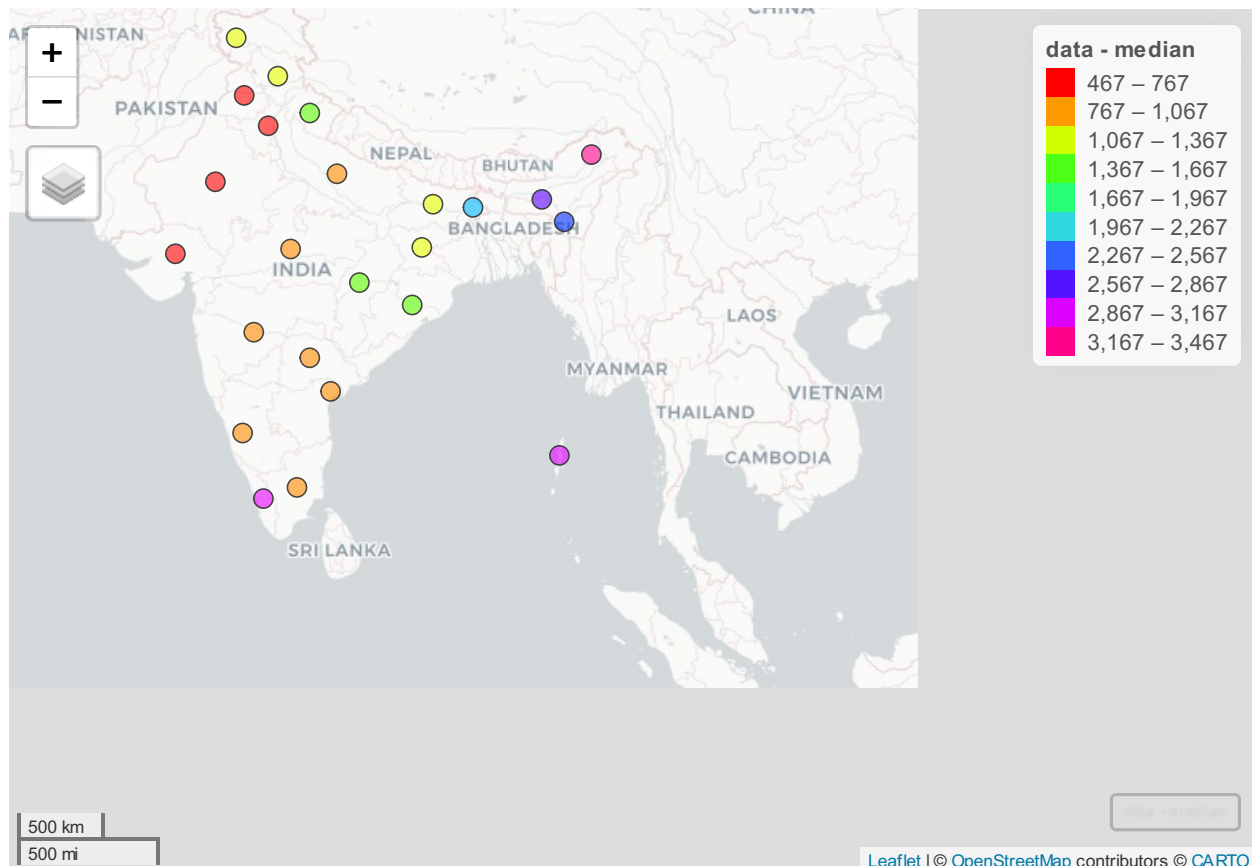 CHINA
NISTAN
+
−
PAKISTAN
NEPAL
BHUTAN
BANGLADESH
INDIA
LAOS
MYANMAR
VIETNAM
THAILAND
CAMBODIA
SRI LANKA
data - median
467 – 767
767 – 1,067
1,067 – 1,367
1,367 – 1,667
1,667 – 1,967
1,967 – 2,267
2,267 – 2,567
2,567 – 2,867
2,867 – 3,167
3,167 – 3,467
500 km
500 mi
Leaflet | © OpenStreetMap contributors © CARTO